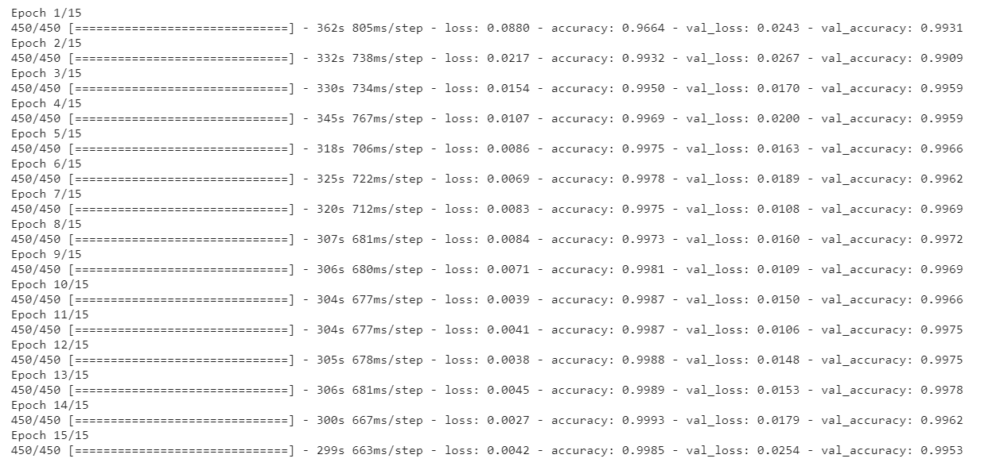 Epoch 1/15
450/450 [==============================] - 362s 805ms/step - loss: 0.0880 - accuracy: 0.9664 - val_loss: 0.0243 - val_accuracy: 0.9931
Epoch 2/15
450/450 [==============================] - 332s 738ms/step - loss: 0.0217 - accuracy: 0.9932 - val_loss: 0.0267 - val_accuracy: 0.9909
Epoch 3/15
450/450 [==============================] - 330s 734ms/step - loss: 0.0154 - accuracy: 0.9950 - val_loss: 0.0170 - val_accuracy: 0.9959
Epoch 4/15
450/450 [==============================] - 345s 767ms/step - loss: 0.0107 - accuracy: 0.9969 - val_loss: 0.0200 - val_accuracy: 0.9959
Epoch 5/15
450/450 [==============================] - 318s 706ms/step - loss: 0.0086 - accuracy: 0.9975 - val_loss: 0.0163 - val_accuracy: 0.9966
Epoch 6/15
450/450 [==============================] - 325s 722ms/step - loss: 0.0069 - accuracy: 0.9978 - val_loss: 0.0189 - val_accuracy: 0.9962
Epoch 7/15
450/450 [==============================] - 320s 712ms/step - loss: 0.0083 - accuracy: 0.9975 - val_loss: 0.0108 - val_accuracy: 0.9969
Epoch 8/15
450/450 [==============================] - 307s 681ms/step - loss: 0.0084 - accuracy: 0.9973 - val_loss: 0.0160 - val_accuracy: 0.9972
Epoch 9/15
450/450 [==============================] - 306s 680ms/step - loss: 0.0071 - accuracy: 0.9981 - val_loss: 0.0109 - val_accuracy: 0.9969
Epoch 10/15
450/450 [==============================] - 304s 677ms/step - loss: 0.0039 - accuracy: 0.9987 - val_loss: 0.0150 - val_accuracy: 0.9966
Epoch 11/15
450/450 [==============================] - 304s 677ms/step - loss: 0.0041 - accuracy: 0.9987 - val_loss: 0.0106 - val_accuracy: 0.9975
Epoch 12/15
450/450 [==============================] - 305s 678ms/step - loss: 0.0038 - accuracy: 0.9988 - val_loss: 0.0148 - val_accuracy: 0.9975
Epoch 13/15
450/450 [==============================] - 306s 681ms/step - loss: 0.0045 - accuracy: 0.9989 - val_loss: 0.0153 - val_accuracy: 0.9978
Epoch 14/15
450/450 [==============================] - 300s 667ms/step - loss: 0.0027 - accuracy: 0.9993 - val_loss: 0.0179 - val_accuracy: 0.9962
Epoch 15/15
450/450 [==============================] - 299s 663ms/step - loss: 0.0042 - accuracy: 0.9985 - val_loss: 0.0254 - val_accuracy: 0.9953